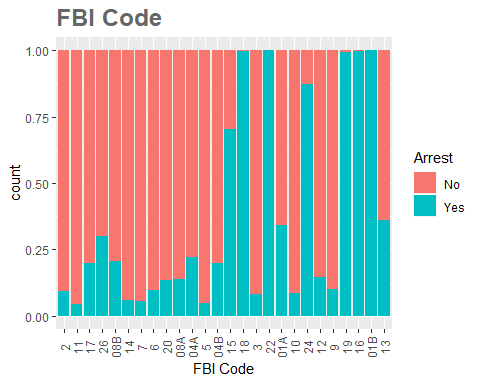 FBI Code
1.00
0.75
0.50
0.25
0.00
count
2 11 17 26 08B 14 7 6 20 08A 04A 5 04B 15 18 3 22 01A 10 24 12 9 19 16 01B 13
FBI Code
Arrest
No
Yes